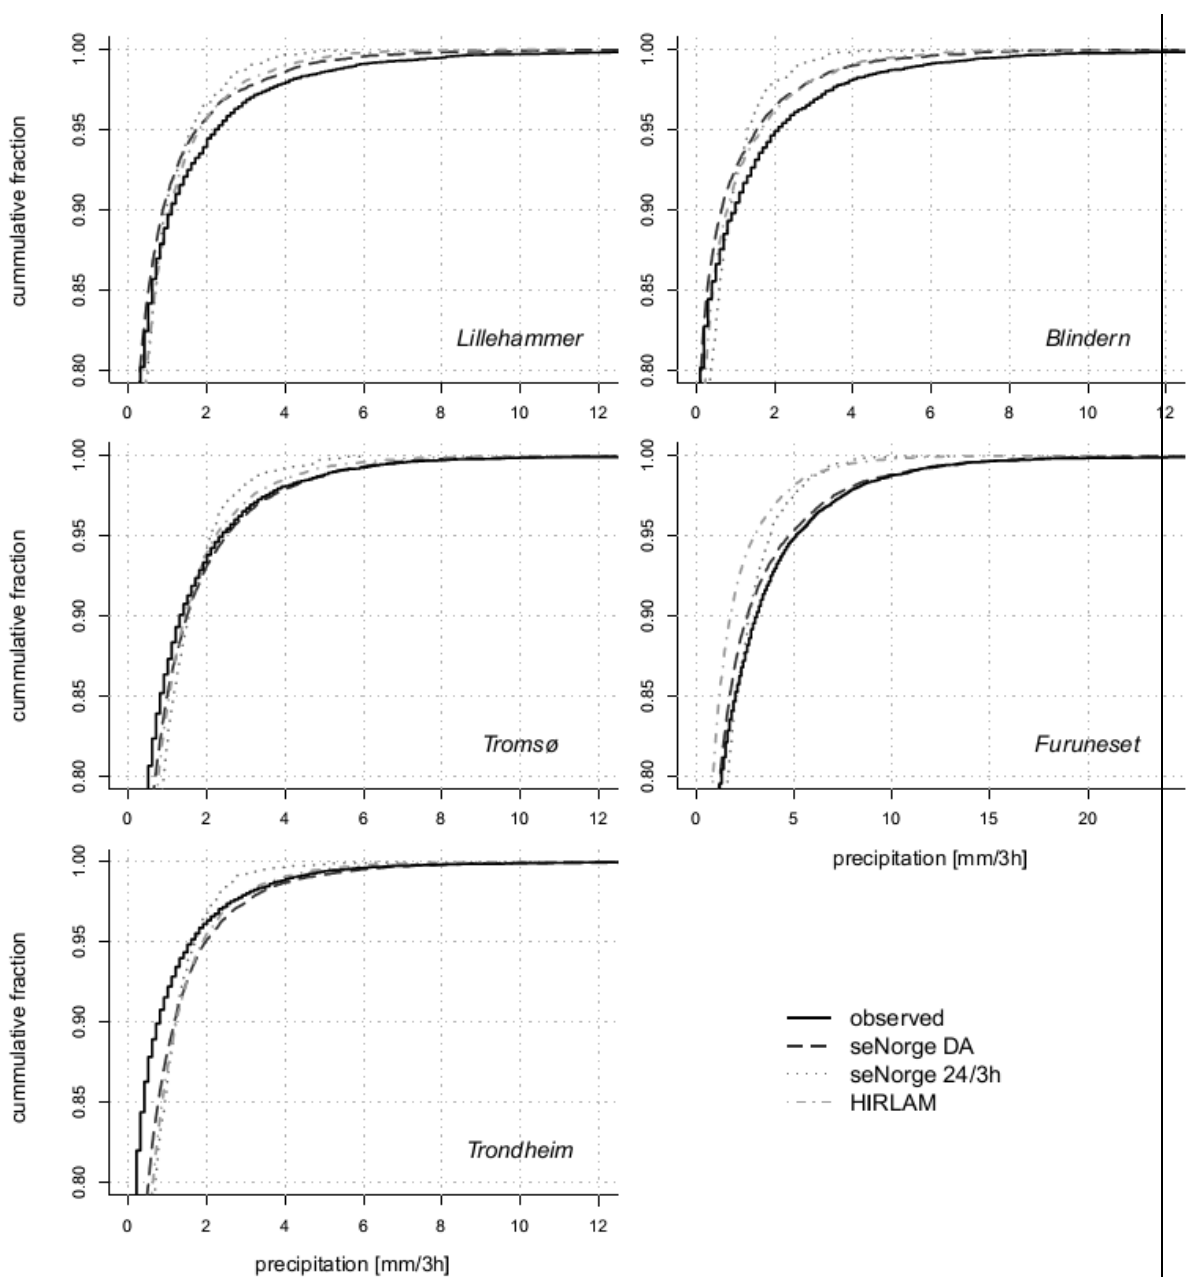 cummulative fraction
1.00
0.95
0.90
0.85
0.80
Lillehammer
0 2 4 6 8 10 12
1.00
0.95
0.90
0.85
0.80
Blindern
0 2 4 6 8 10 12
cummulative fraction
1.00
0.95
0.90
0.85
0.80
Tromsø
0 2 4 6 8 10 12
1.00
0.95
0.90
0.85
0.80
Furuneset
0 5 10 15 20
precipitation [mm/3h]
cummulative fraction
1.00
0.95
0.90
0.85
0.80
Trondheim
0 2 4 6 8 10 12
precipitation [mm/3h]
observed
seNorge DA
seNorge 24/3h
HIRLAM